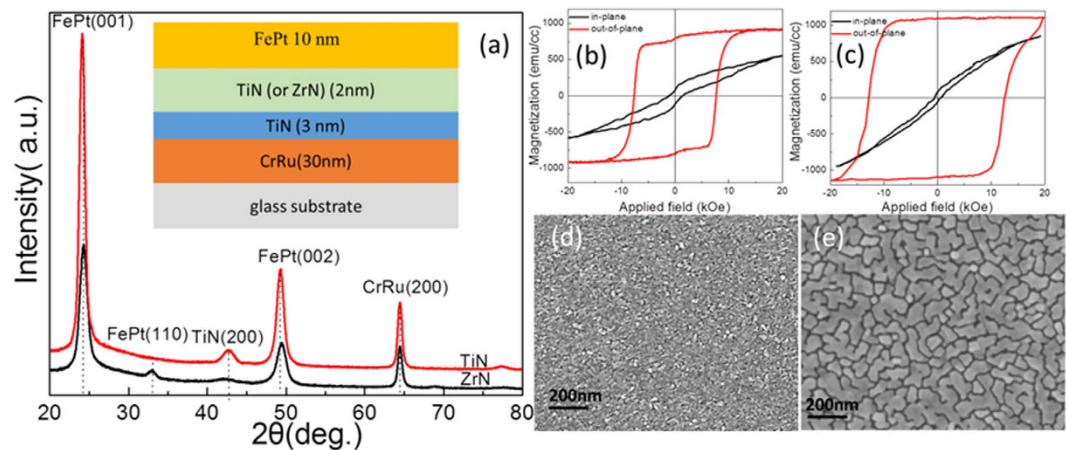 FePt(001)
(a)
FePt 10 nm
TiN (or ZrN) (2nm)
TiN (3 nm)
CrRu(30nm)
glass substrate
FePt(002)
CrRu(200)
FePt(110)
TiN(200)
TiN
ZrN
Intensity( a.u.)
20 30 40 50 60 70 80
2θ(deg.)
in-plane
out-of-plane
(b)
Magnetization (emu/cc)
1000
500
0
-500
-1000
-20 -10 0 10 20
Applied field (kOe)
in-plane
out-of-plane
(c)
Magnetization (emu/cc)
1000
500
0
-500
-1000
-20 -10 0 10 20
Applied field (kOe)
(d)
200nm
(e)
200nm